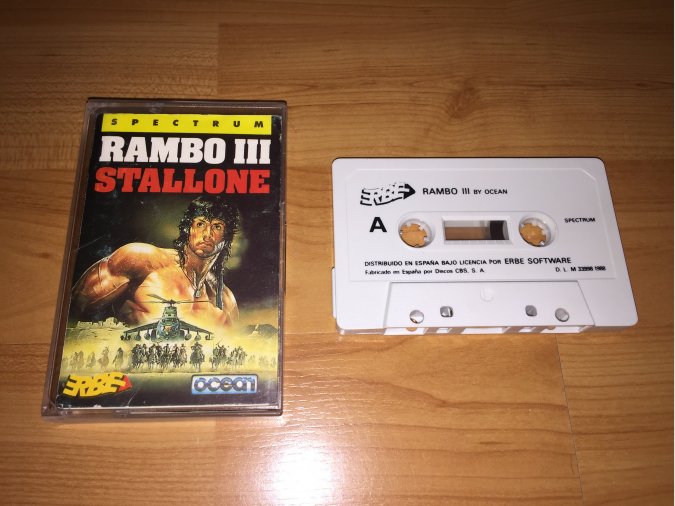 SPECTRUM
RAMBO III
STALLONE
ERBE
ocean
ERBE
RAMBO III BY OCEAN
A
SPECTRUM
DISTRIBUIDO EN ESPAÑA BAJO LICENCIA POR ERBE SOFTWARE
Fabricado en España por Discos CBS, S. A.
D. L. M 33998 1988